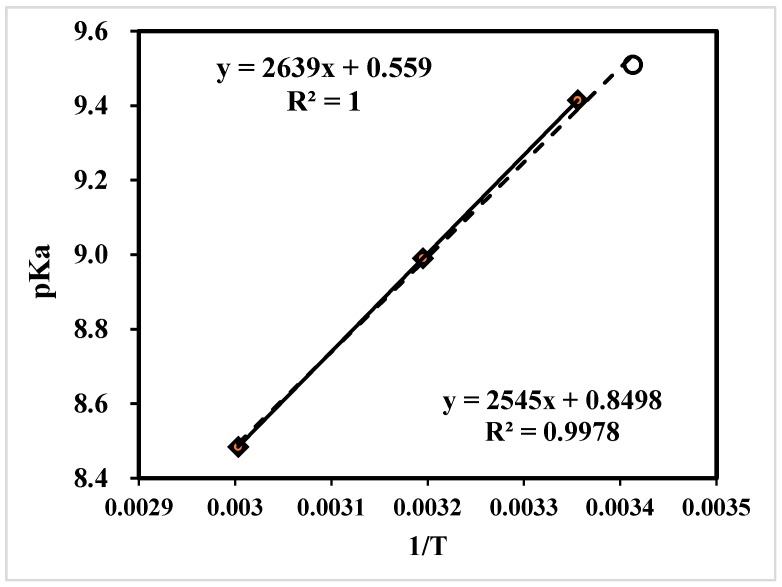 9.6
y = 2639x + 0.559
R² = 1
9.4
9.2
9.0
pKa
8.8
8.6
y = 2545x + 0.8498
R² = 0.9978
8.4
0.0029 0.003 0.0031 0.0032 0.0033 0.0034 0.0035
1/T